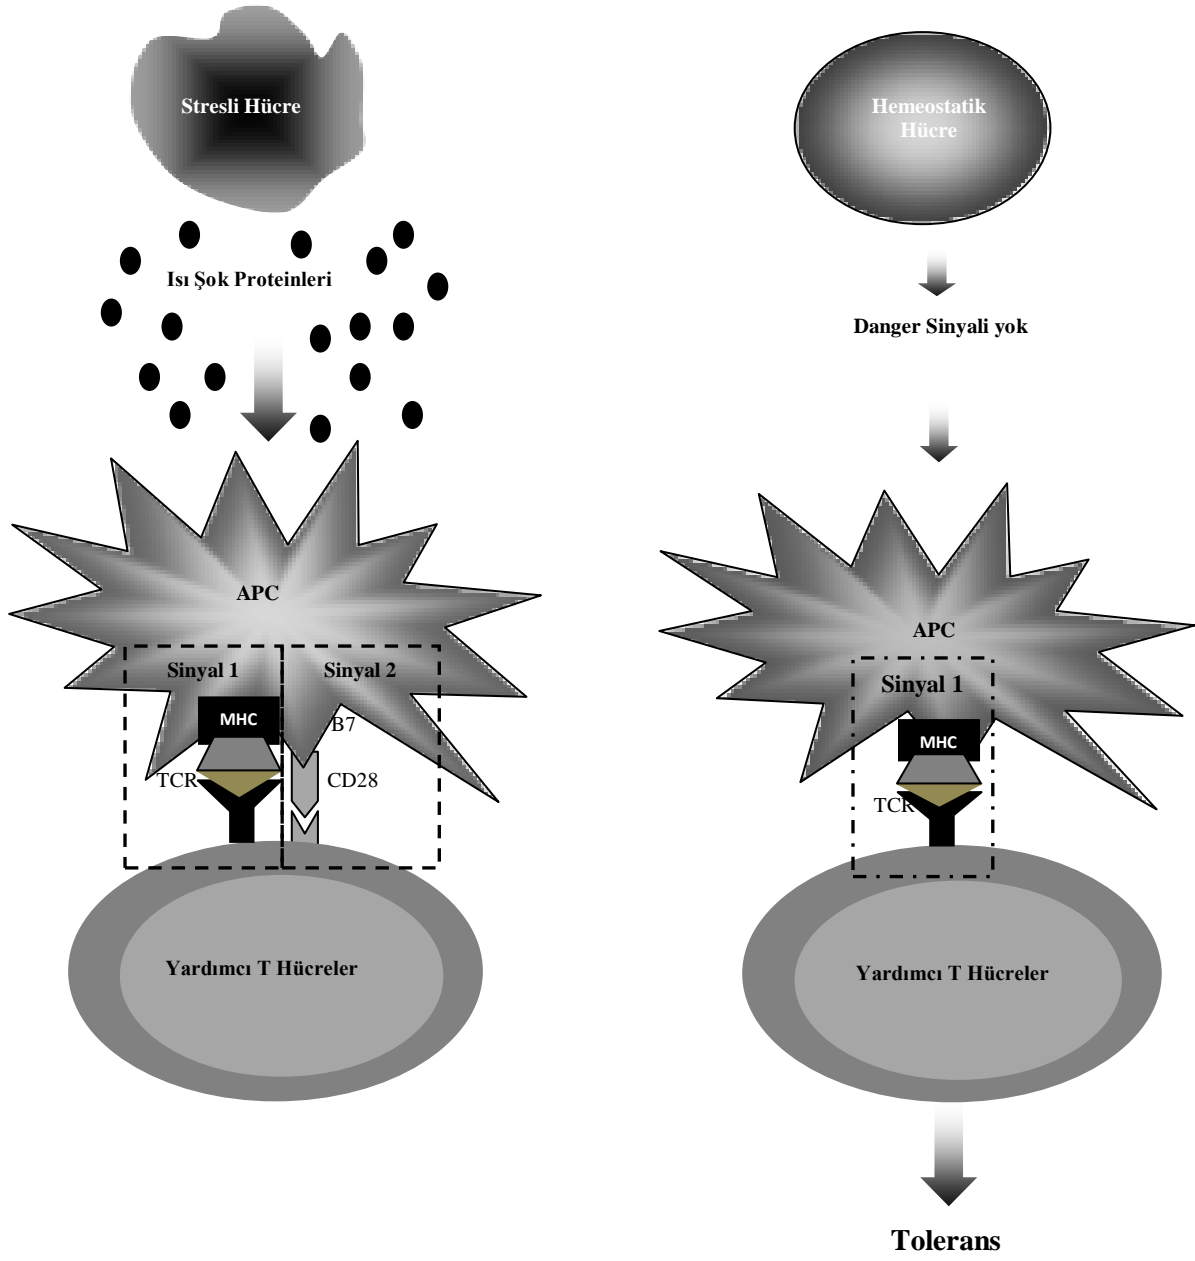 Stresli Hücre
Isı Şok Proteinleri
APC
Sinyal 1
Sinyal 2
MHC
B7
TCR
CD28
Yardımcı T Hücreler
Hemeostatik
Hücre
Danger Sinyali yok
APC
Sinyal 1
MHC
TCR
Yardımcı T Hücreler
Tolerans